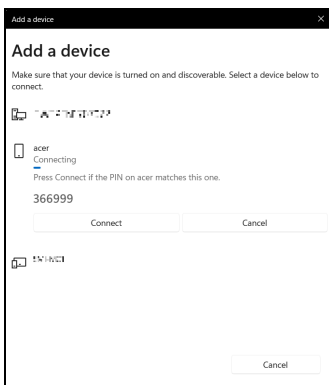 Add a device
Add a device
Make sure that your device is turned on and discoverable. Select a device below to
connect.
acer
Connecting
Press Connect if the PIN on acer matches this one.
366999
Connect
Cancel
Cancel